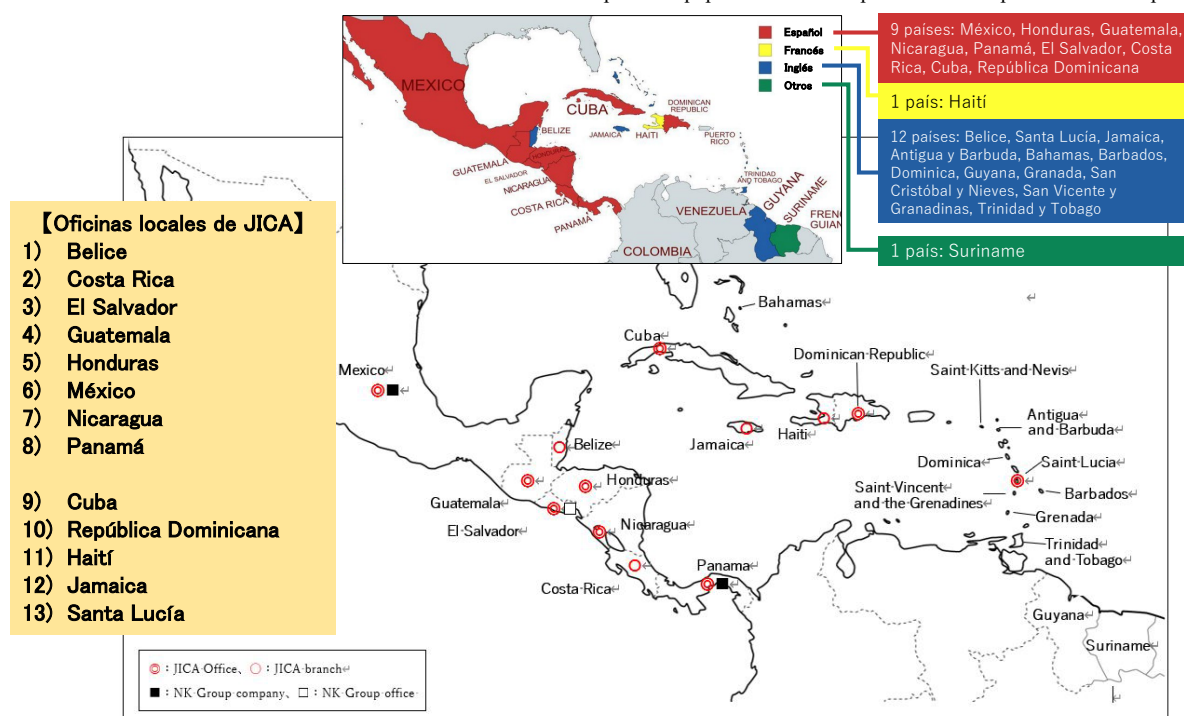 Español
Francés
Inglés
Otros
9 países: México, Honduras, Guatemala,
Nicaragua, Panamá, El Salvador, Costa
Rica, Cuba, República Dominicana
1 país: Haití
12 países: Belice, Santa Lucía, Jamaica,
Antigua y Barbuda, Bahamas, Barbados,
Dominica, Guyana, Granada, San
Cristóbal y Nieves, San Vicente y
Granadinas, Trinidad y Tobago
1 país: Suriname
MEXICO
CUBA
DOMINICAN
REPUBLIC
BELIZE
JAMAICA
HAITI
PUERTO
RICO
GUATEMALA
HONDURAS
EL SALVADOR
NICARAGUA
COSTA RICA
PANAMÁ
TRINIDAD
AND TOBAGO
VENEZUELA
GUYANA
SURINAME
FRENC
GUIAN
COLOMBIA
【Oficinas locales de JICA】
1) Belice
2) Costa Rica
3) El Salvador
4) Guatemala
5) Honduras
6) México
7) Nicaragua
8) Panamá
9) Cuba
10) República Dominicana
11) Haití
12) Jamaica
13) Santa Lucía
Bahamas
Cuba
Dominican Republic
Mexico
Saint Kitts and Nevis
Antigua
and Barbuda
Jamaica
Haiti
Belize
Dominica
Saint Lucia
Honduras
Guatemala
Saint Vincent
and the Grenadines
Barbados
El Salvador
Nicaragua
Grenada
Trinidad
and Tobago
Panama
Costa Rica
Guyana
Suriname
◎ : JICA Office、○ : JICA branch
■ : NK Group company、□ : NK Group office